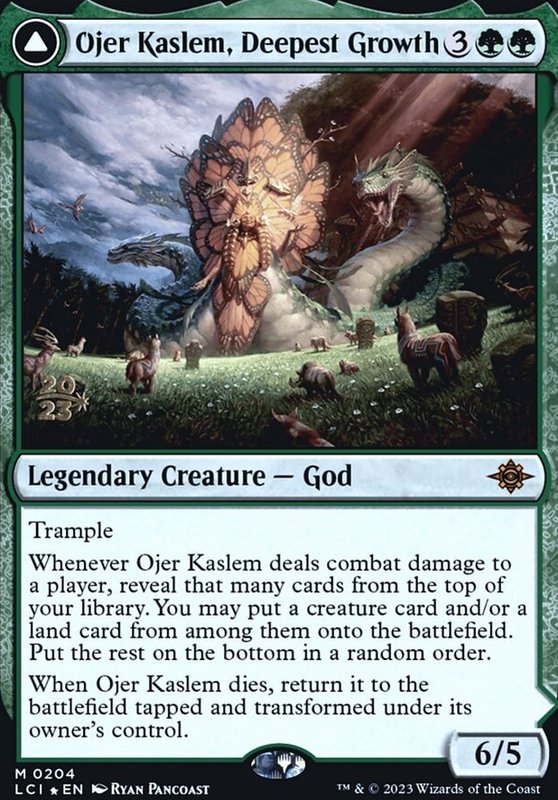 Ojer Kaslem, Deepest Growth 3
20
23
Legendary Creature — God
Trample
Whenever Ojer Kaslem deals combat damage to
a player, reveal that many cards from the top of
your library. You may put a creature card and/or a
land card from among them onto the battlefield.
Put the rest on the bottom in a random order.
When Ojer Kaslem dies, return it to the
battlefield tapped and transformed under its
owner's control.
6/5
M 0204
LCI ★ EN Ryan Pancoast
™ & © 2023 Wizards of the Coast